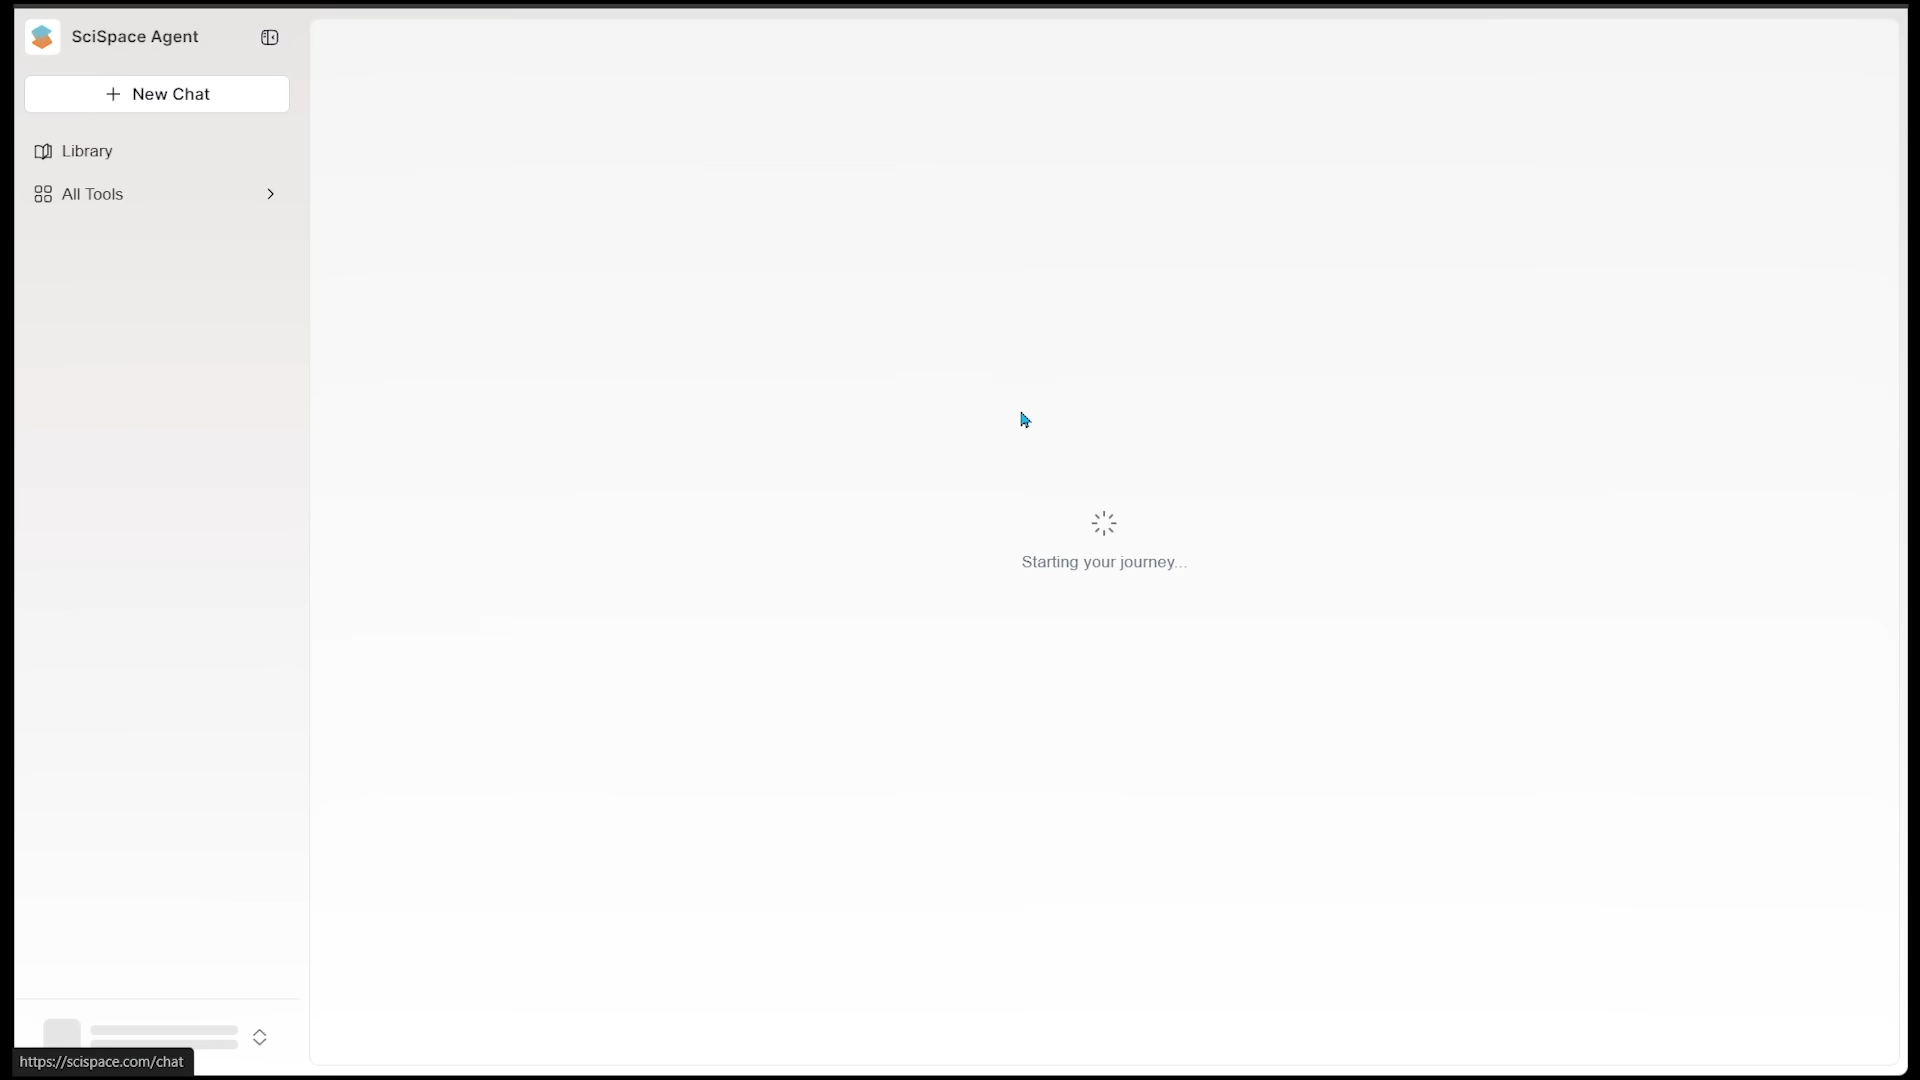 SciSpace Agent
+ New Chat
Library
All Tools
Starting your journey...
https://scispace.com/chat